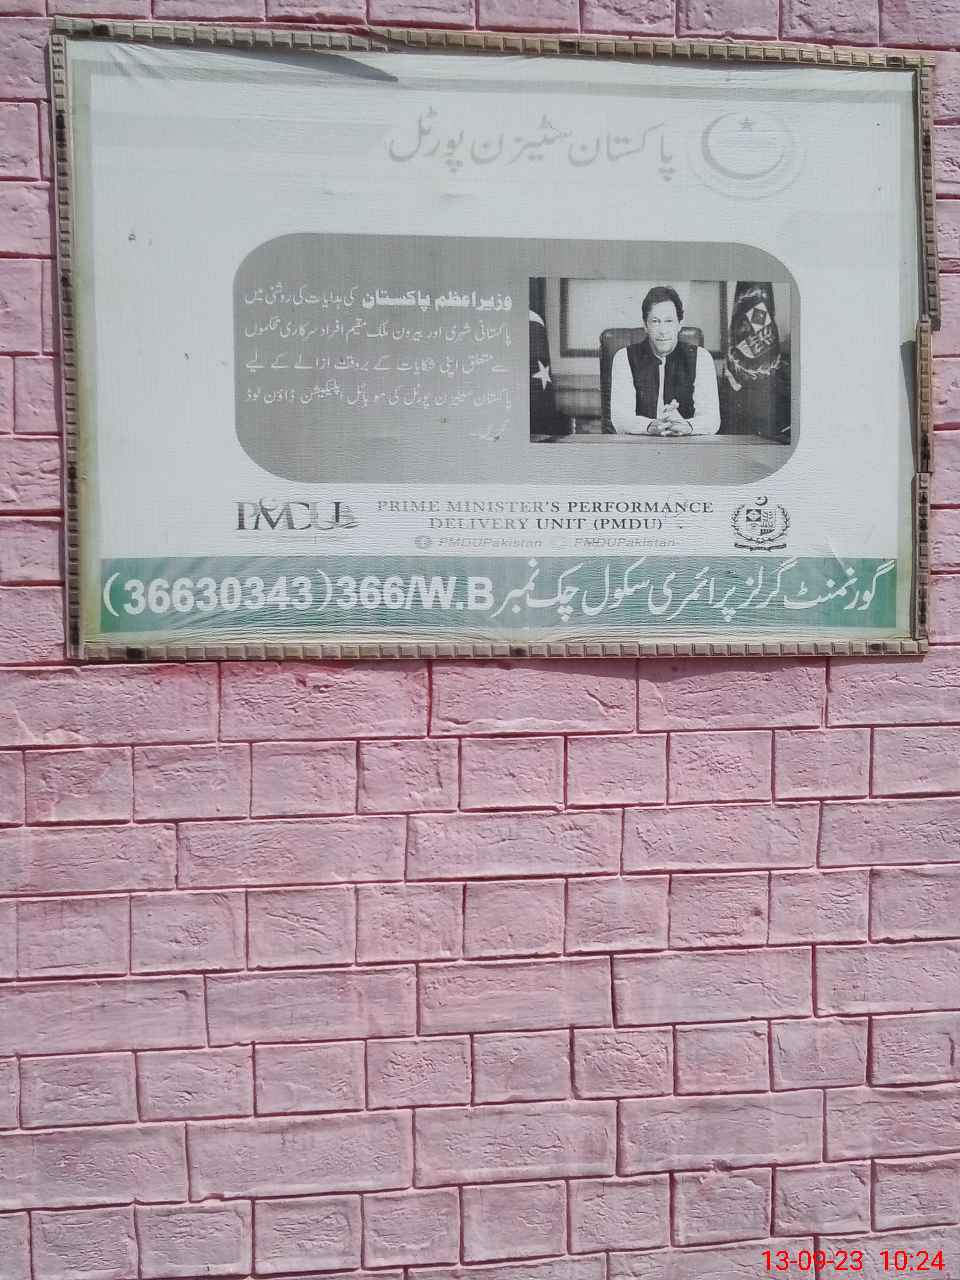 پاکستان سٹیزن پورٹل
وزیراعظم پاکستان کی ہدایات کی روشنی میں
پاکستانی شہری اور بیرون ملک مقیم افراد سرکاری محکموں
سے متعلق اپنی شکایات کے بروقت ازالے کے لیے
پاکستان سٹیزن پورٹل کی موبائل اپلیکیشن ڈاؤن لوڈ
کریں۔
PMDU
PRIME MINISTER'S PERFORMANCE
DELIVERY UNIT (PMDU)
PMDUPakistan PMDUPakistan
گورنمنٹ گرلز پرائمری سکول چک نمبر 366/W.B (36630343)
13-09-23 10:24